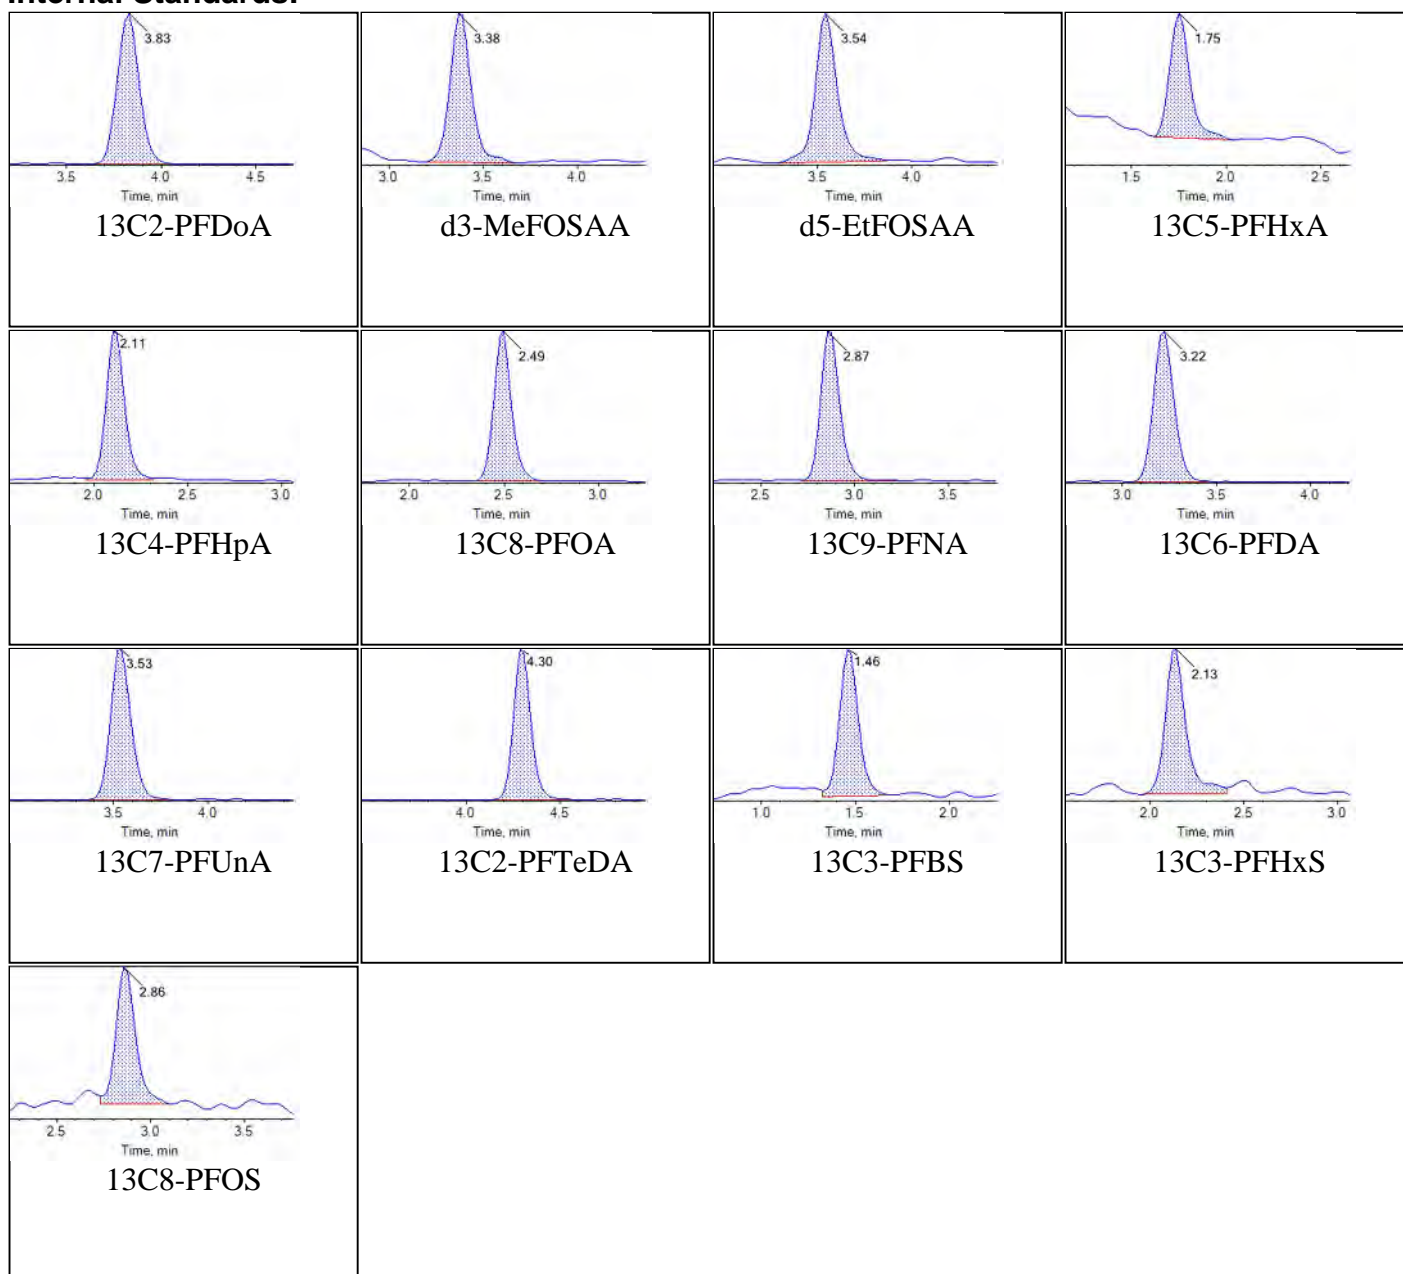 Internal Standards:
3.83
3.5 4.0 4.5
Time, min
13C2-PFDoA
3.38
3.0 3.5 4.0
Time, min
d3-MeFOSAA
3.54
3.5 4.0
Time, min
d5-EtFOSAA
1.75
1.5 2.0 2.5
Time, min
13C5-PFHxA
2.11
2.0 2.5 3.0
Time, min
13C4-PFHpA
2.49
2.0 2.5 3.0
Time, min
13C8-PFOA
2.87
2.5 3.0 3.5
Time, min
13C9-PFNA
3.22
3.0 3.5 4.0
Time, min
13C6-PFDA
3.53
3.5 4.0
Time, min
13C7-PFUnA
4.30
4.0 4.5
Time, min
13C2-PFTeDA
1.46
1.0 1.5 2.0
Time, min
13C3-PFBS
2.13
2.0 2.5 3.0
Time, min
13C3-PFHxS
2.86
2.5 3.0 3.5
Time, min
13C8-PFOS